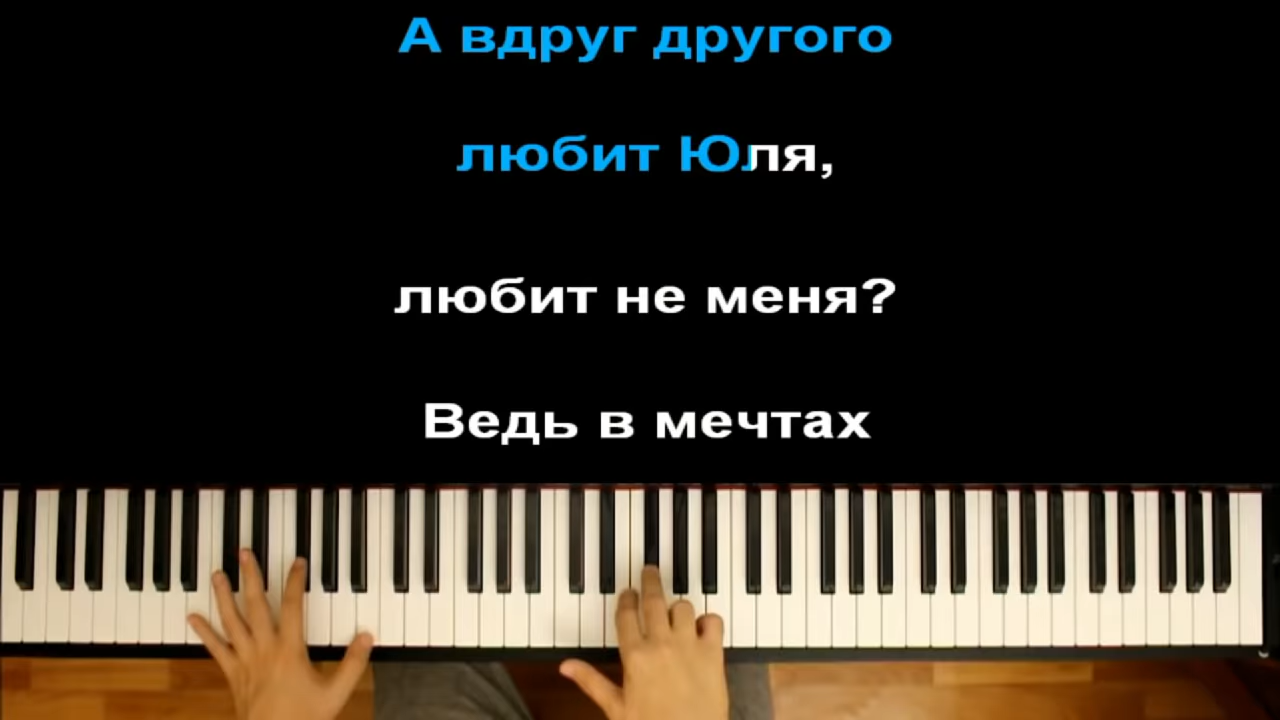 А вдруг другого
любит Юля,
любит не меня?
Ведь в мечтах